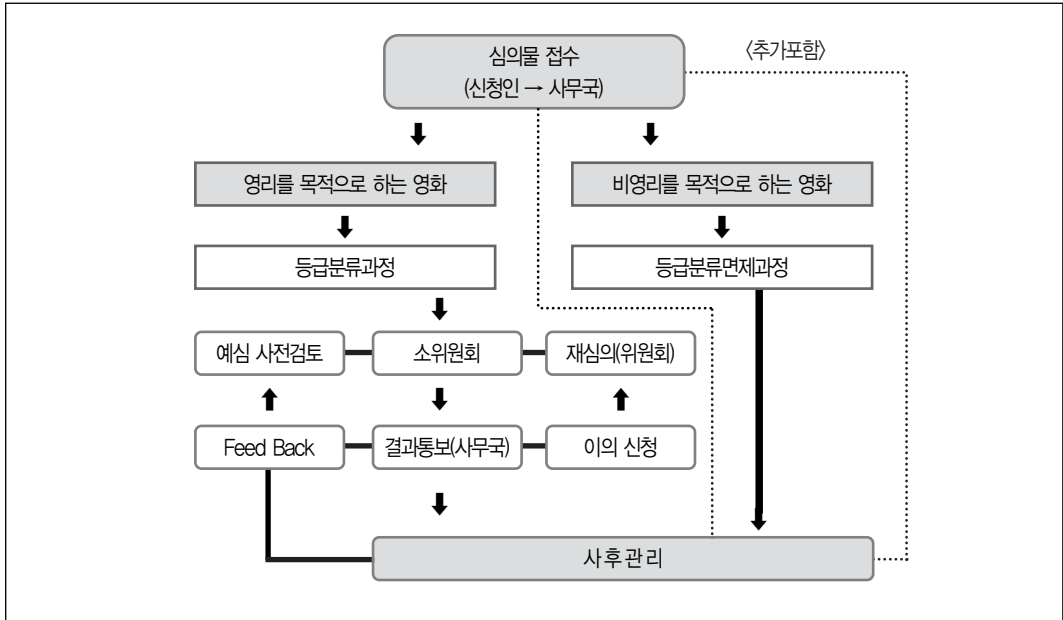 심의물 접수
(신청인 → 사무국)
〈추가포함〉
영리를 목적으로 하는 영화
비영리를 목적으로 하는 영화
등급분류과정
등급분류면제과정
예심 사전검토
소위원회
재심의(위원회)
Feed Back
결과통보(사무국)
이의 신청
사후관리